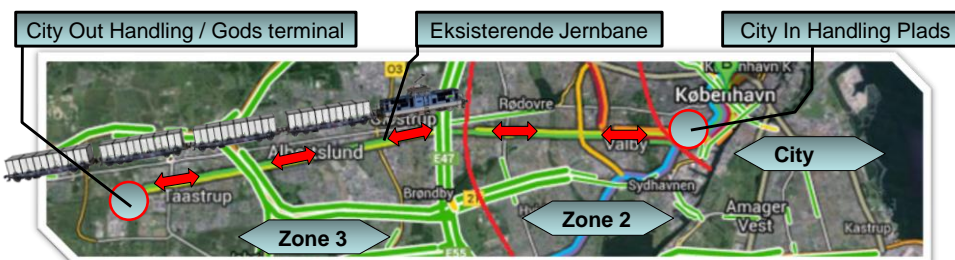 City Out Handling / Gods terminal
Eksisterende Jernbane
City In Handling Plads
O3
København K
København
Rødovre
Glostrup
Albertslund
Valby
City
E47
Taastrup
Brøndby
21
Sydhavnen
Zone 2
Amager
Vest
Kastrup
Zone 3
E55